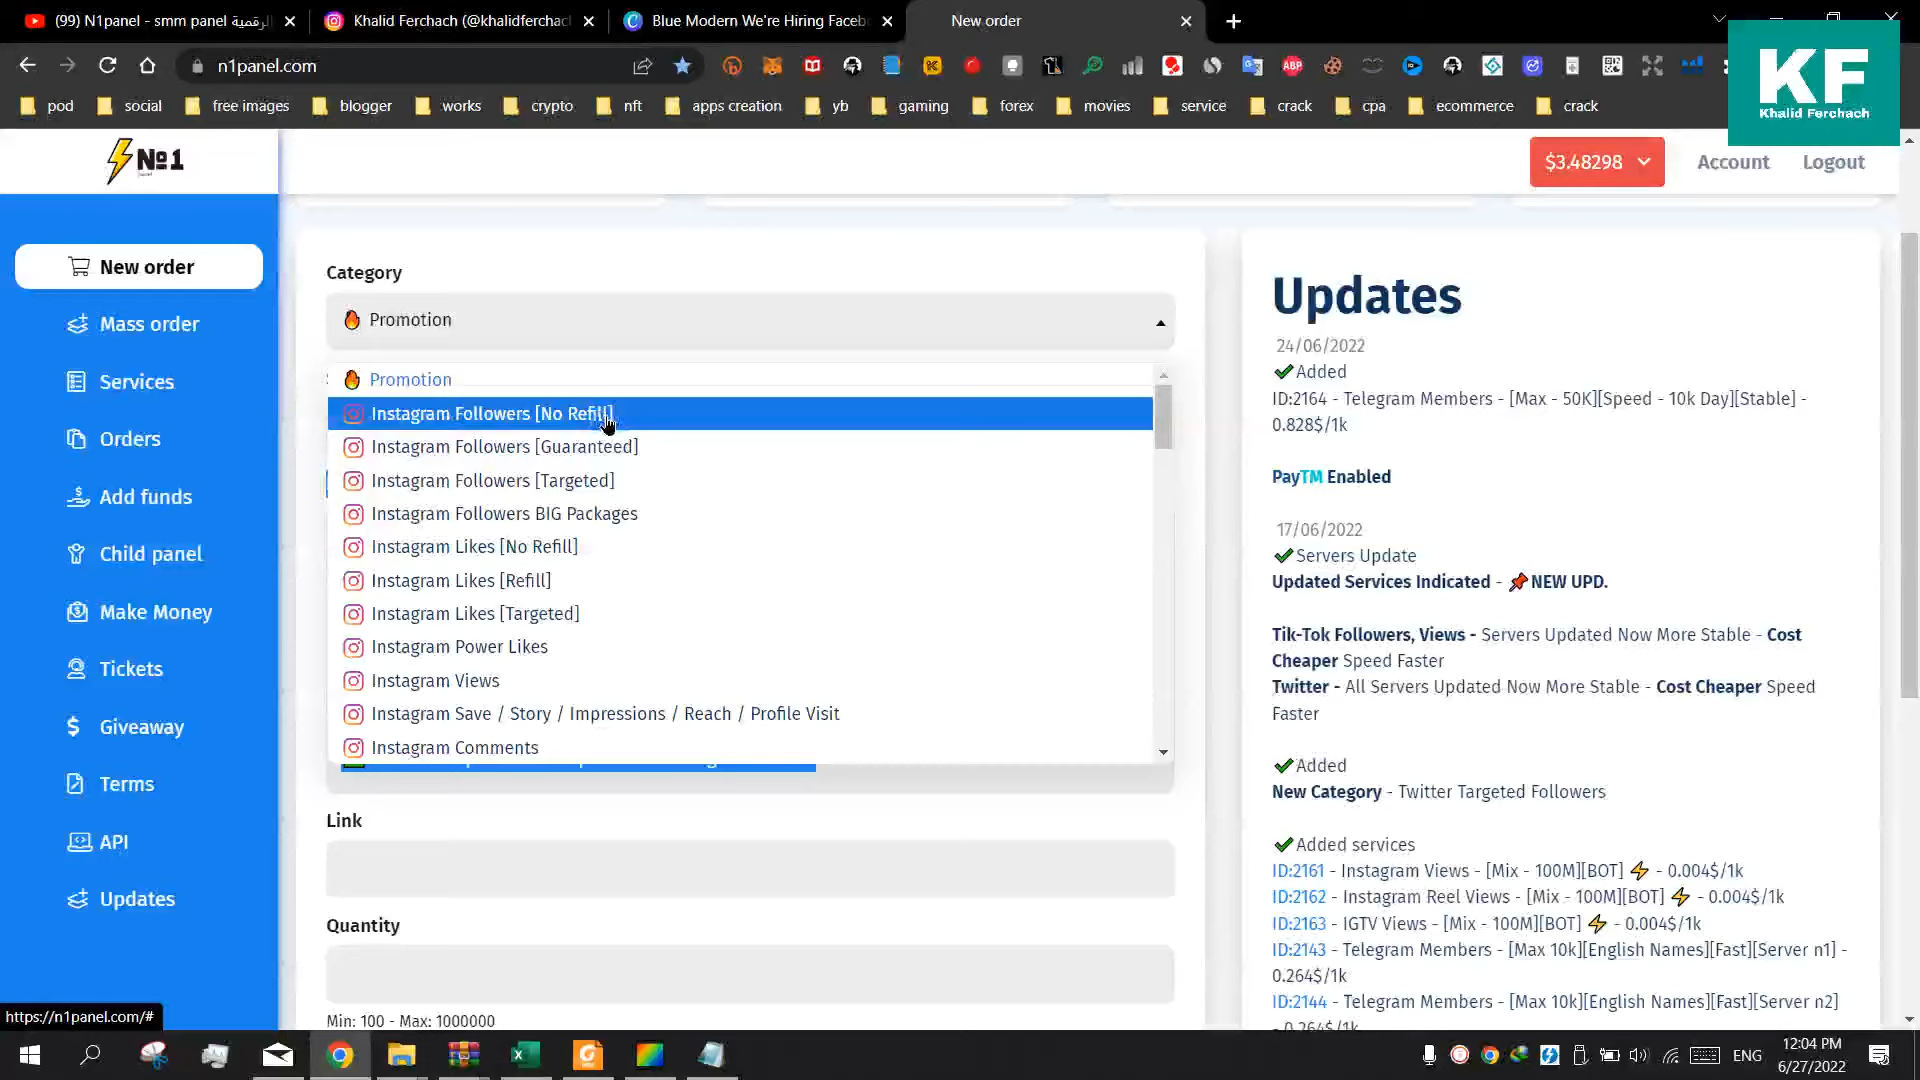 (99) N1panel - smm panel الرقمية
Khalid Ferchach (@khalidferchac
Blue Modern We're Hiring Faceb
New order
n1panel.com
pod
social
free images
blogger
works
crypto
nft
apps creation
yb
gaming
forex
movies
service
crack
cpa
ecommerce
crack
KF
Khalid Ferchach
№1
$3.48298
Account
Logout
New order
Mass order
Services
Orders
Add funds
Child panel
Make Money
Tickets
Giveaway
Terms
API
Updates
Category
Promotion
Promotion
Instagram Followers [No Refill]
Instagram Followers [Guaranteed]
Instagram Followers [Targeted]
Instagram Followers BIG Packages
Instagram Likes [No Refill]
Instagram Likes [Refill]
Instagram Likes [Targeted]
Instagram Power Likes
Instagram Views
Instagram Save / Story / Impressions / Reach / Profile Visit
Instagram Comments
Link
Quantity
Min: 100 - Max: 1000000
Updates
24/06/2022
✔Added
ID:2164 - Telegram Members - [Max - 50K][Speed - 10k Day][Stable] -
0.828$/1k
PayTM Enabled
17/06/2022
✔Servers Update
Updated Services Indicated - 📌NEW UPD.
Tik-Tok Followers, Views - Servers Updated Now More Stable - Cost
Cheaper Speed Faster
Twitter - All Servers Updated Now More Stable - Cost Cheaper Speed
Faster
✔Added
New Category - Twitter Targeted Followers
✔Added services
ID:2161 - Instagram Views - [Mix - 100M][BOT] ⚡ - 0.004$/1k
ID:2162 - Instagram Reel Views - [Mix - 100M][BOT] ⚡ - 0.004$/1k
ID:2163 - IGTV Views - [Mix - 100M][BOT] ⚡ - 0.004$/1k
ID:2143 - Telegram Members - [Max 10k][English Names][Fast][Server n1] -
0.264$/1k
ID:2144 - Telegram Members - [Max 10k][English Names][Fast][Server n2]
- 0.264$/1k
https://n1panel.com/#
ENG
12:04 PM
6/27/2022